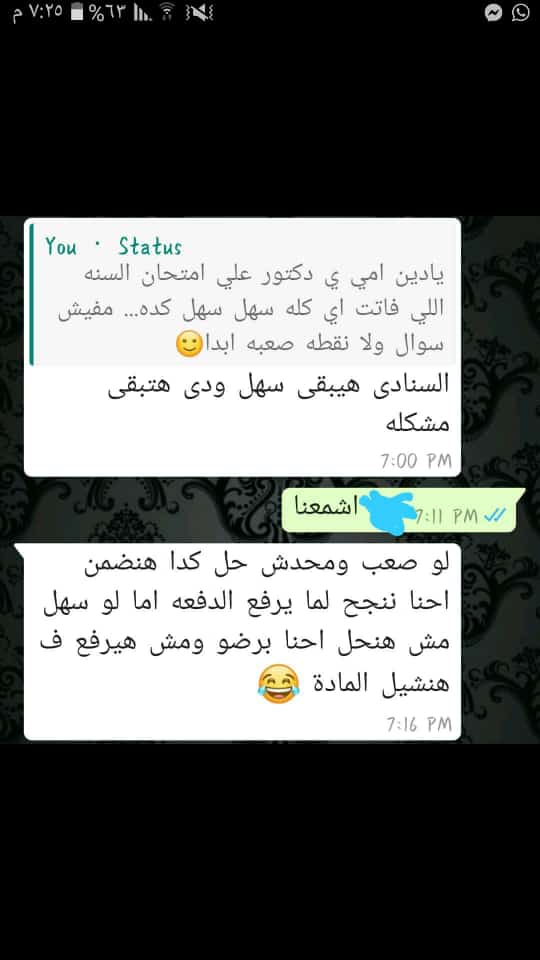 م ٧:٢٥ %٦٣
You · Status
يادين امي ي دكتور علي امتحان السنه
اللي فاتت اي كله سهل سهل كده... مفيش
سوال ولا نقطه صعبه ابدا🙂
السنادى هيبقى سهل ودى هتبقى
مشكله
7:00 PM
اشمعنا
7:11 PM
لو صعب ومحدش حل كدا هنضمن
احنا ننجح لما يرفع الدفعه اما لو سهل
مش هنحل احنا برضو ومش هيرفع ف
هنشيل المادة 😂
7:16 PM